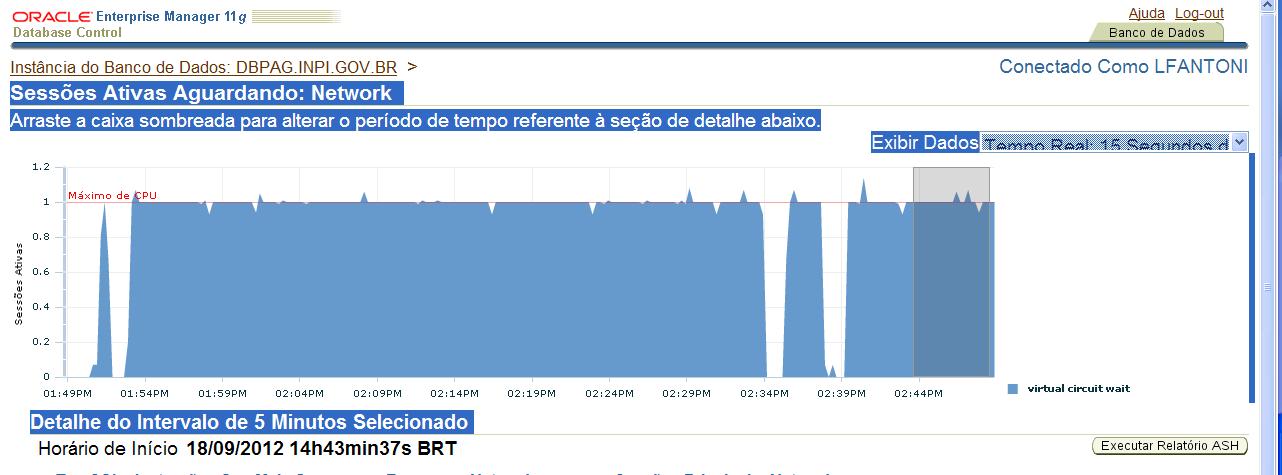 ORACLE Enterprise Manager 11g
Database Control
Ajuda Log-out
Banco de Dados
Instância do Banco de Dados: DBPAG.INPI.GOV.BR >
Conectado Como LFANTONI
Sessões Ativas Aguardando: Network
Arraste a caixa sombreada para alterar o período de tempo referente à seção de detalhe abaixo.
Exibir Dados Tempo Real: 15 Segundos d
1.2
Máximo de CPU
1
0.8
0.6
0.4
0.2
0
Sessões Ativas
01:49PM 01:54PM 01:59PM 02:04PM 02:09PM 02:14PM 02:19PM 02:24PM 02:29PM 02:34PM 02:39PM 02:44PM
virtual circuit wait
Detalhe do Intervalo de 5 Minutos Selecionado
Horário de Início 18/09/2012 14h43min37s BRT
Executar Relatório ASH